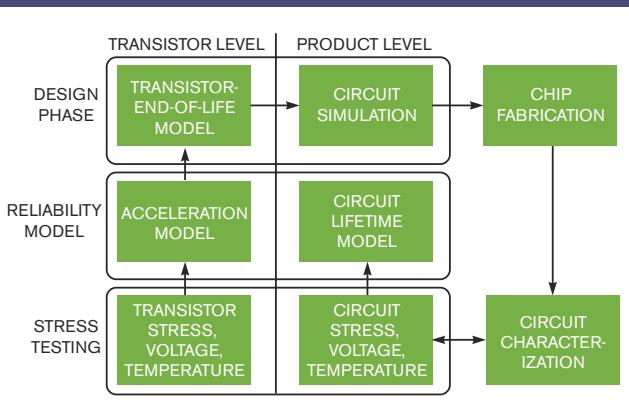 TRANSISTOR LEVEL
PRODUCT LEVEL
DESIGN
PHASE
TRANSISTOR-
END-OF-LIFE
MODEL
CIRCUIT
SIMULATION
CHIP
FABRICATION
RELIABILITY
MODEL
ACCELERATION
MODEL
CIRCUIT
LIFETIME
MODEL
STRESS
TESTING
TRANSISTOR
STRESS,
VOLTAGE,
TEMPERATURE
CIRCUIT
STRESS,
VOLTAGE,
TEMPERATURE
CIRCUIT
CHARACTER-
IZATION